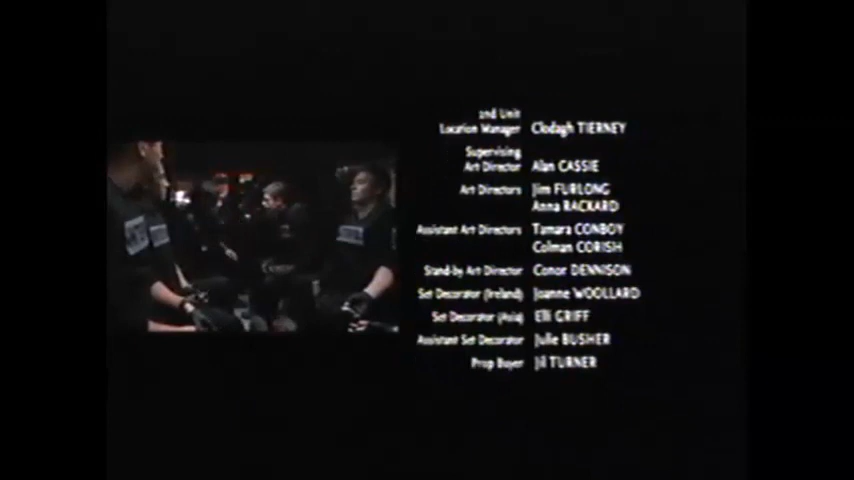 2nd Unit
Location Manager Clodagh TIERNEY
Supervising
Art Director Alan CASSIE
Art Directors Jim FURLONG
Anna RACKARD
Assistant Art Directors Tamara CONBOY
Colman CORISH
Stand-by Art Director Conor DENNISON
Set Decorator (Ireland) Joanne WOOLLARD
Set Decorator (Asia) Elli GRIFF
Assistant Set Decorator Julie BUSHER
Prop Buyer Jil TURNER